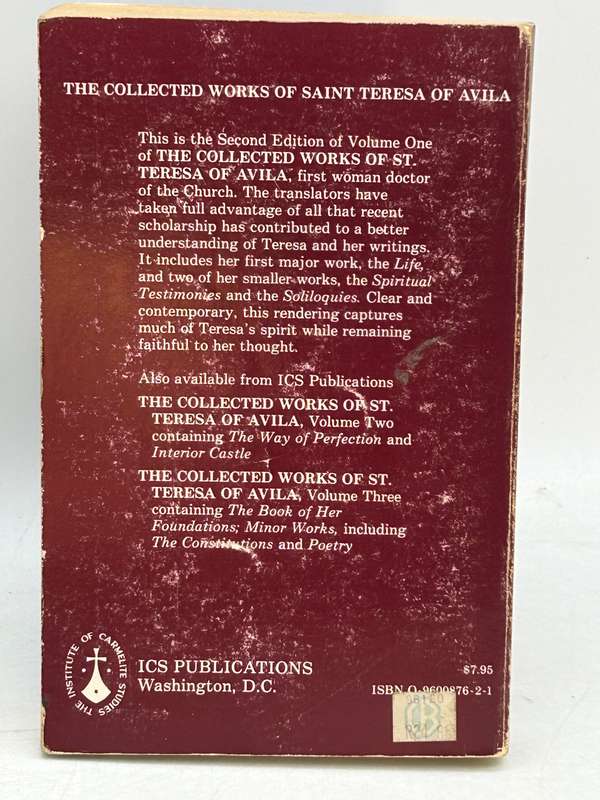 THE COLLECTED WORKS OF SAINT TERESA OF AVILA
This is the Second Edition of Volume One
of THE COLLECTED WORKS OF ST.
TERESA OF AVILA, first woman doctor
of the Church. The translators have
taken full advantage of all that recent
scholarship has contributed to a better
understanding of Teresa and her writings.
It includes her first major work, the Life,
and two of her smaller works, the Spiritual
Testimonies and the Soliloquies. Clear and
contemporary, this rendering captures
much of Teresa's spirit while remaining
faithful to her thought.
Also available from ICS Publications
THE COLLECTED WORKS OF ST.
TERESA OF AVILA, Volume Two
containing The Way of Perfection and
Interior Castle
THE COLLECTED WORKS OF ST.
TERESA OF AVILA, Volume Three
containing The Book of Her
Foundations; Minor Works, including
The Constitutions and Poetry
THE INSTITUTE OF CARMELITE STUDIES
ICS PUBLICATIONS
Washington, D.C.
$7.95
ISBN 0-9600876-2-1